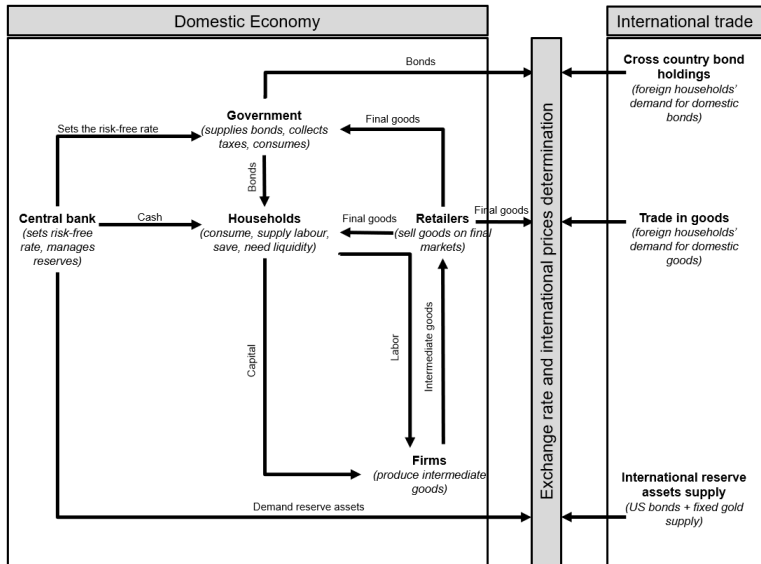 Domestic Economy
International trade
Bonds
Cross country bond
holdings
(foreign households'
demand for domestic
bonds)
Government
(supplies bonds, collects
taxes, consumes)
Sets the risk-free rate
Final goods
Bonds
Central bank
(sets risk-free
rate, manages
reserves)
Cash
Households
(consume, supply labour,
save, need liquidity)
Final goods
Retailers
(sell goods on final
markets)
Final goods
Exchange rate and international prices determination
Trade in goods
(foreign households'
demand for domestic
goods)
Capital
Labor
Intermediate goods
Firms
(produce intermediate
goods)
Demand reserve assets
International reserve
assets supply
(US bonds + fixed gold
supply)